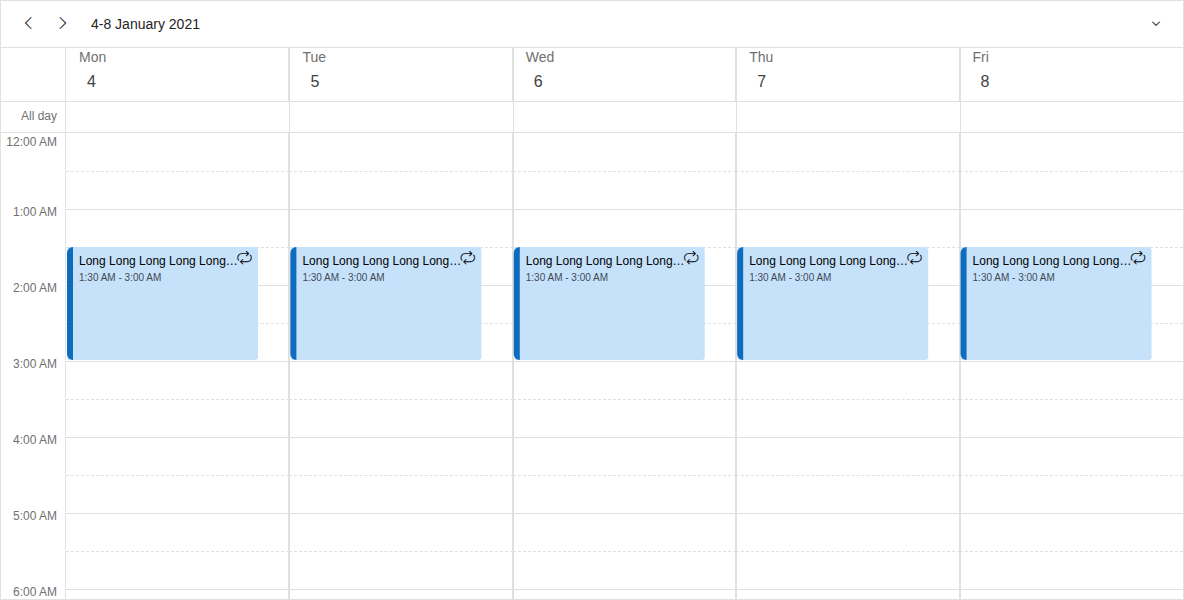 4-8 January 2021
Mon Tue Wed Thu Fri
4 5 6 7 8
All day
12:00 AM
1:00 AM
Long Long Long Long Long... Long Long Long Long Long... Long Long Long Long Long... Long Long Long Long Long... Long Long Long Long Long...
1:30 AM - 3:00 AM 1:30 AM - 3:00 AM 1:30 AM - 3:00 AM 1:30 AM - 3:00 AM 1:30 AM - 3:00 AM
2:00 AM
3:00 AM
4:00 AM
5:00 AM
6:00 AM